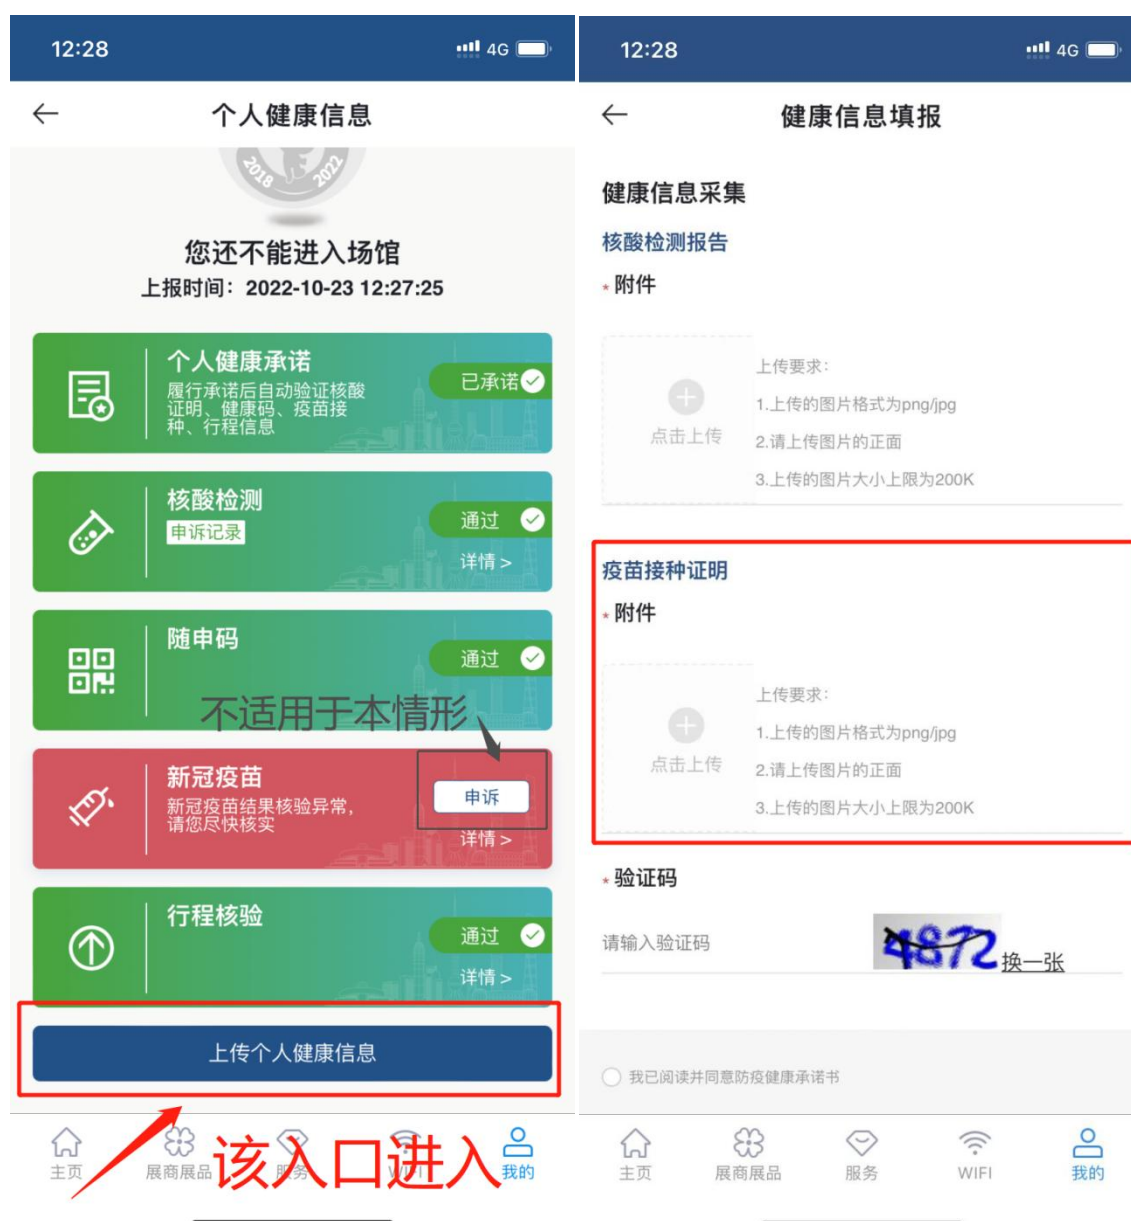 12:28
4G
个人健康信息
2018
2022
您还不能进入场馆
上报时间：2022-10-23 12:27:25
个人健康承诺
履行承诺后自动验证核酸
证明、健康码、疫苗接
种、行程信息
已承诺
核酸检测
申诉记录
通过
详情 >
随申码
通过
不适用于本情形
新冠疫苗
新冠疫苗结果核验异常，
请您尽快核实
申诉
详情 >
行程核验
通过
详情 >
上传个人健康信息
该入口进入
主页
展商展品
服务
WIFI
我的
12:28
4G
健康信息填报
健康信息采集
核酸检测报告
* 附件
点击上传
上传要求：
1.上传的图片格式为png/jpg
2.请上传图片的正面
3.上传的图片大小上限为200K
疫苗接种证明
* 附件
点击上传
上传要求：
1.上传的图片格式为png/jpg
2.请上传图片的正面
3.上传的图片大小上限为200K
* 验证码
请输入验证码
4872
换一张
我已阅读并同意防疫健康承诺书
主页
展商展品
服务
WIFI
我的